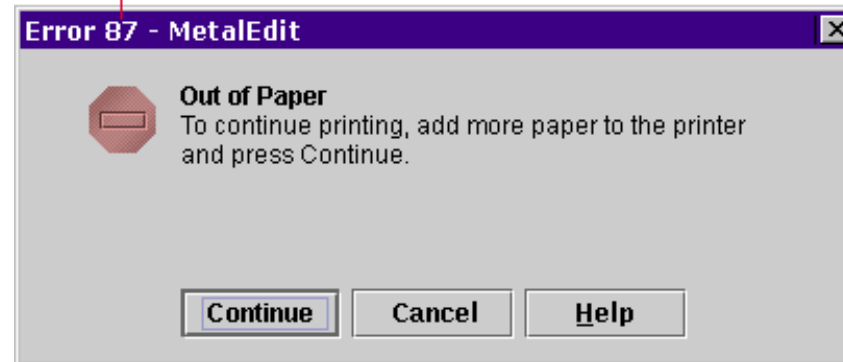 Error 87 - MetalEdit
Out of Paper
To continue printing, add more paper to the printer
and press Continue.
Continue Cancel Help